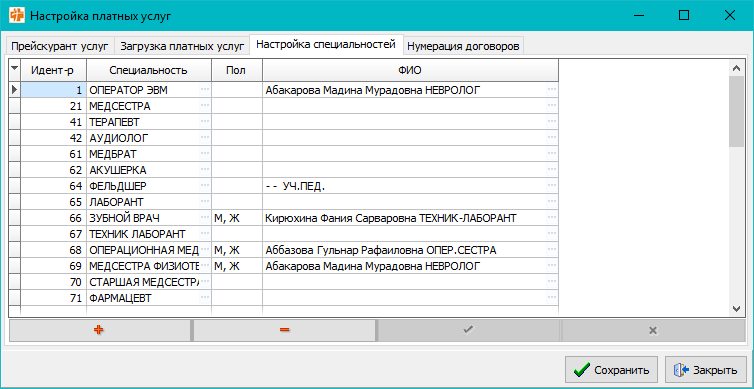 Настройка платных услуг
Прейскурант услуг Загрузка платных услуг Настройка специальностей Нумерация договоров
Идент-р Специальность Пол ФИО
1 ОПЕРАТОР ЭВМ Абакарова Мадина Мурадовна НЕВРОЛОГ
21 МЕДСЕСТРА
41 ТЕРАПЕВТ
42 АУДИОЛОГ
61 МЕДБРАТ
62 АКУШЕРКА
64 ФЕЛЬДШЕР - - УЧ.ПЕД.
65 ЛАБОРАНТ
66 ЗУБНОЙ ВРАЧ М, Ж Кирюхина Фания Сарваровна ТЕХНИК-ЛАБОРАНТ
67 ТЕХНИК ЛАБОРАНТ
68 ОПЕРАЦИОННАЯ МЕД М, Ж Аббазова Гульнар Рафаиловна ОПЕР.СЕСТРА
69 МЕДСЕСТРА ФИЗИОТЕ М, Ж Абакарова Мадина Мурадовна НЕВРОЛОГ
70 СТАРШАЯ МЕДСЕСТРА
71 ФАРМАЦЕВТ
Сохранить Закрыть